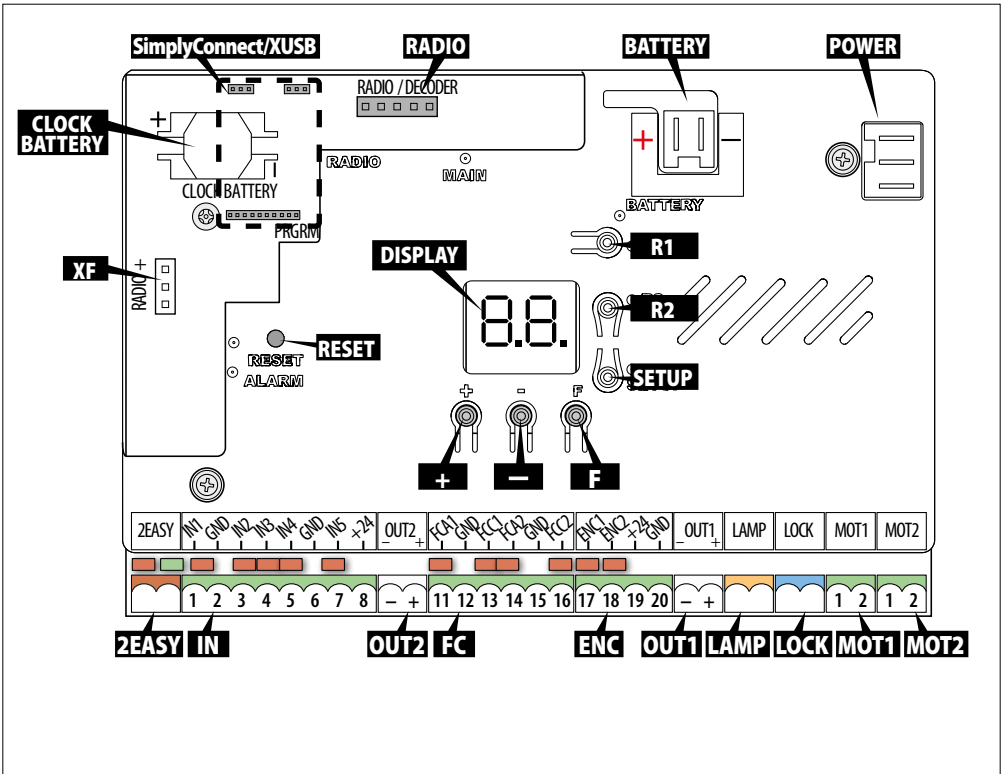 SimplyConnect/XUSB RADIO BATTERY POWER
RADIO / DECODER
CLOCK BATTERY
+
+ −
RADIO
MAIN
−
CLOCK BATTERY
BATTERY
PRGRM
R1
DISPLAY
XF
RADIO +
R2
8.8.
RESET
RESET
ALARM
SETUP
+ - F
+ − F
2EASY IN1 GND IN2 IN3 IN4 GND IN5 +24 - OUT2 + FCA1 GND FCC1 FCA2 GND FCC2 ENC1 ENC2 +24 GND - OUT1 + LAMP LOCK MOT1 MOT2
1 2 3 4 5 6 7 8 − + 11 12 13 14 15 16 17 18 19 20 − + 1 2 1 2
2EASY IN OUT2 FC ENC OUT1 LAMP LOCK MOT1 MOT2